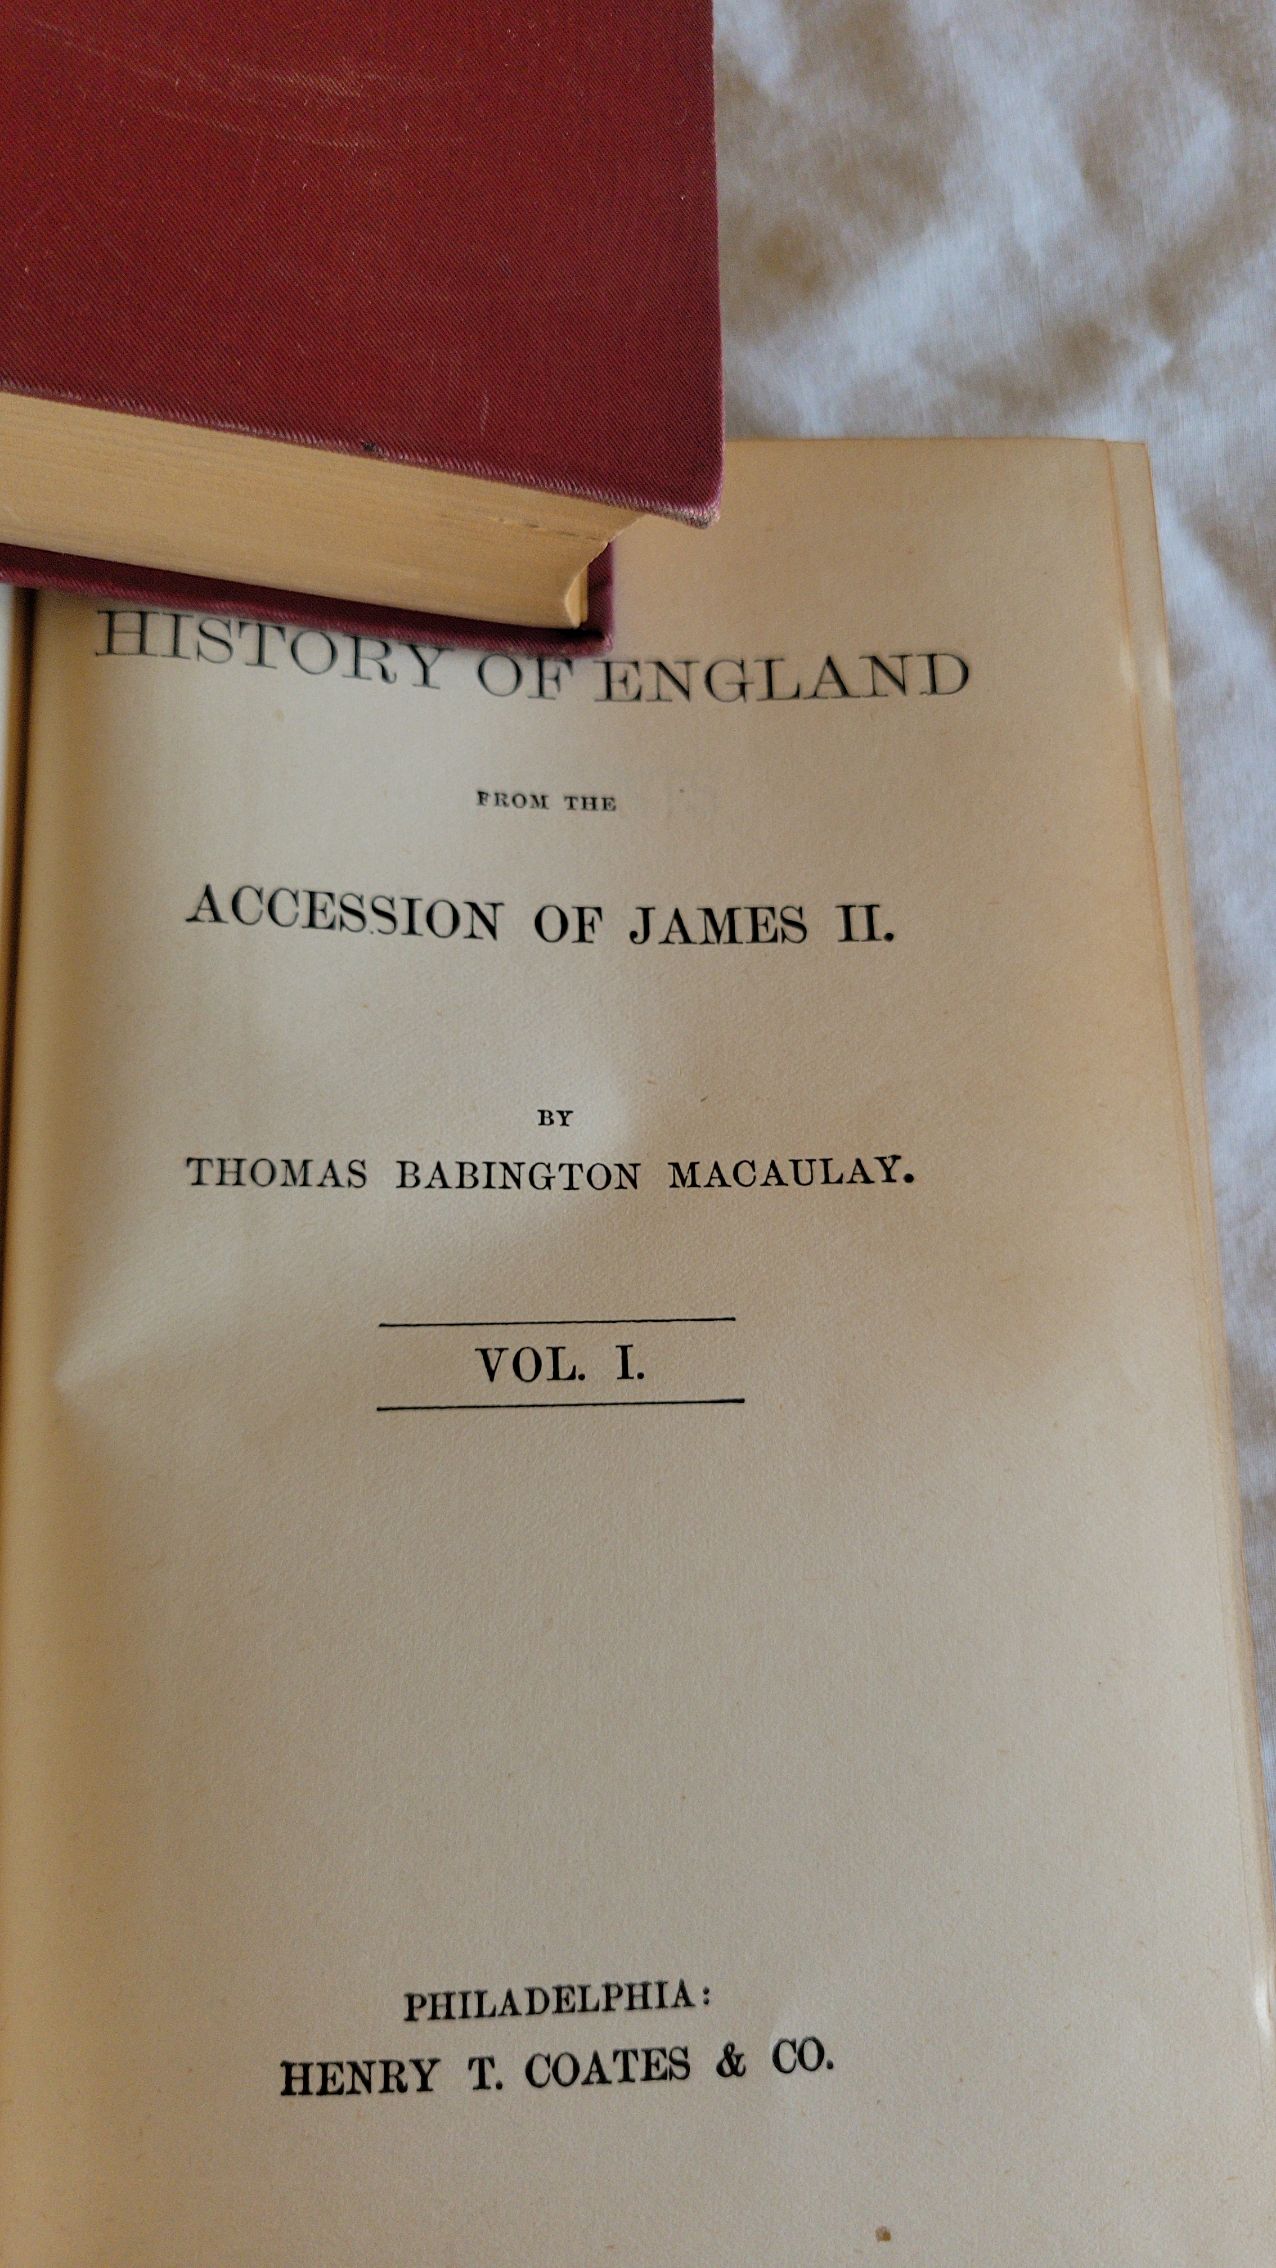 HISTORY OF ENGLAND
FROM THE
ACCESSION OF JAMES II.
BY
THOMAS BABINGTON MACAULAY.
VOL. I.
PHILADELPHIA:
HENRY T. COATES & CO.